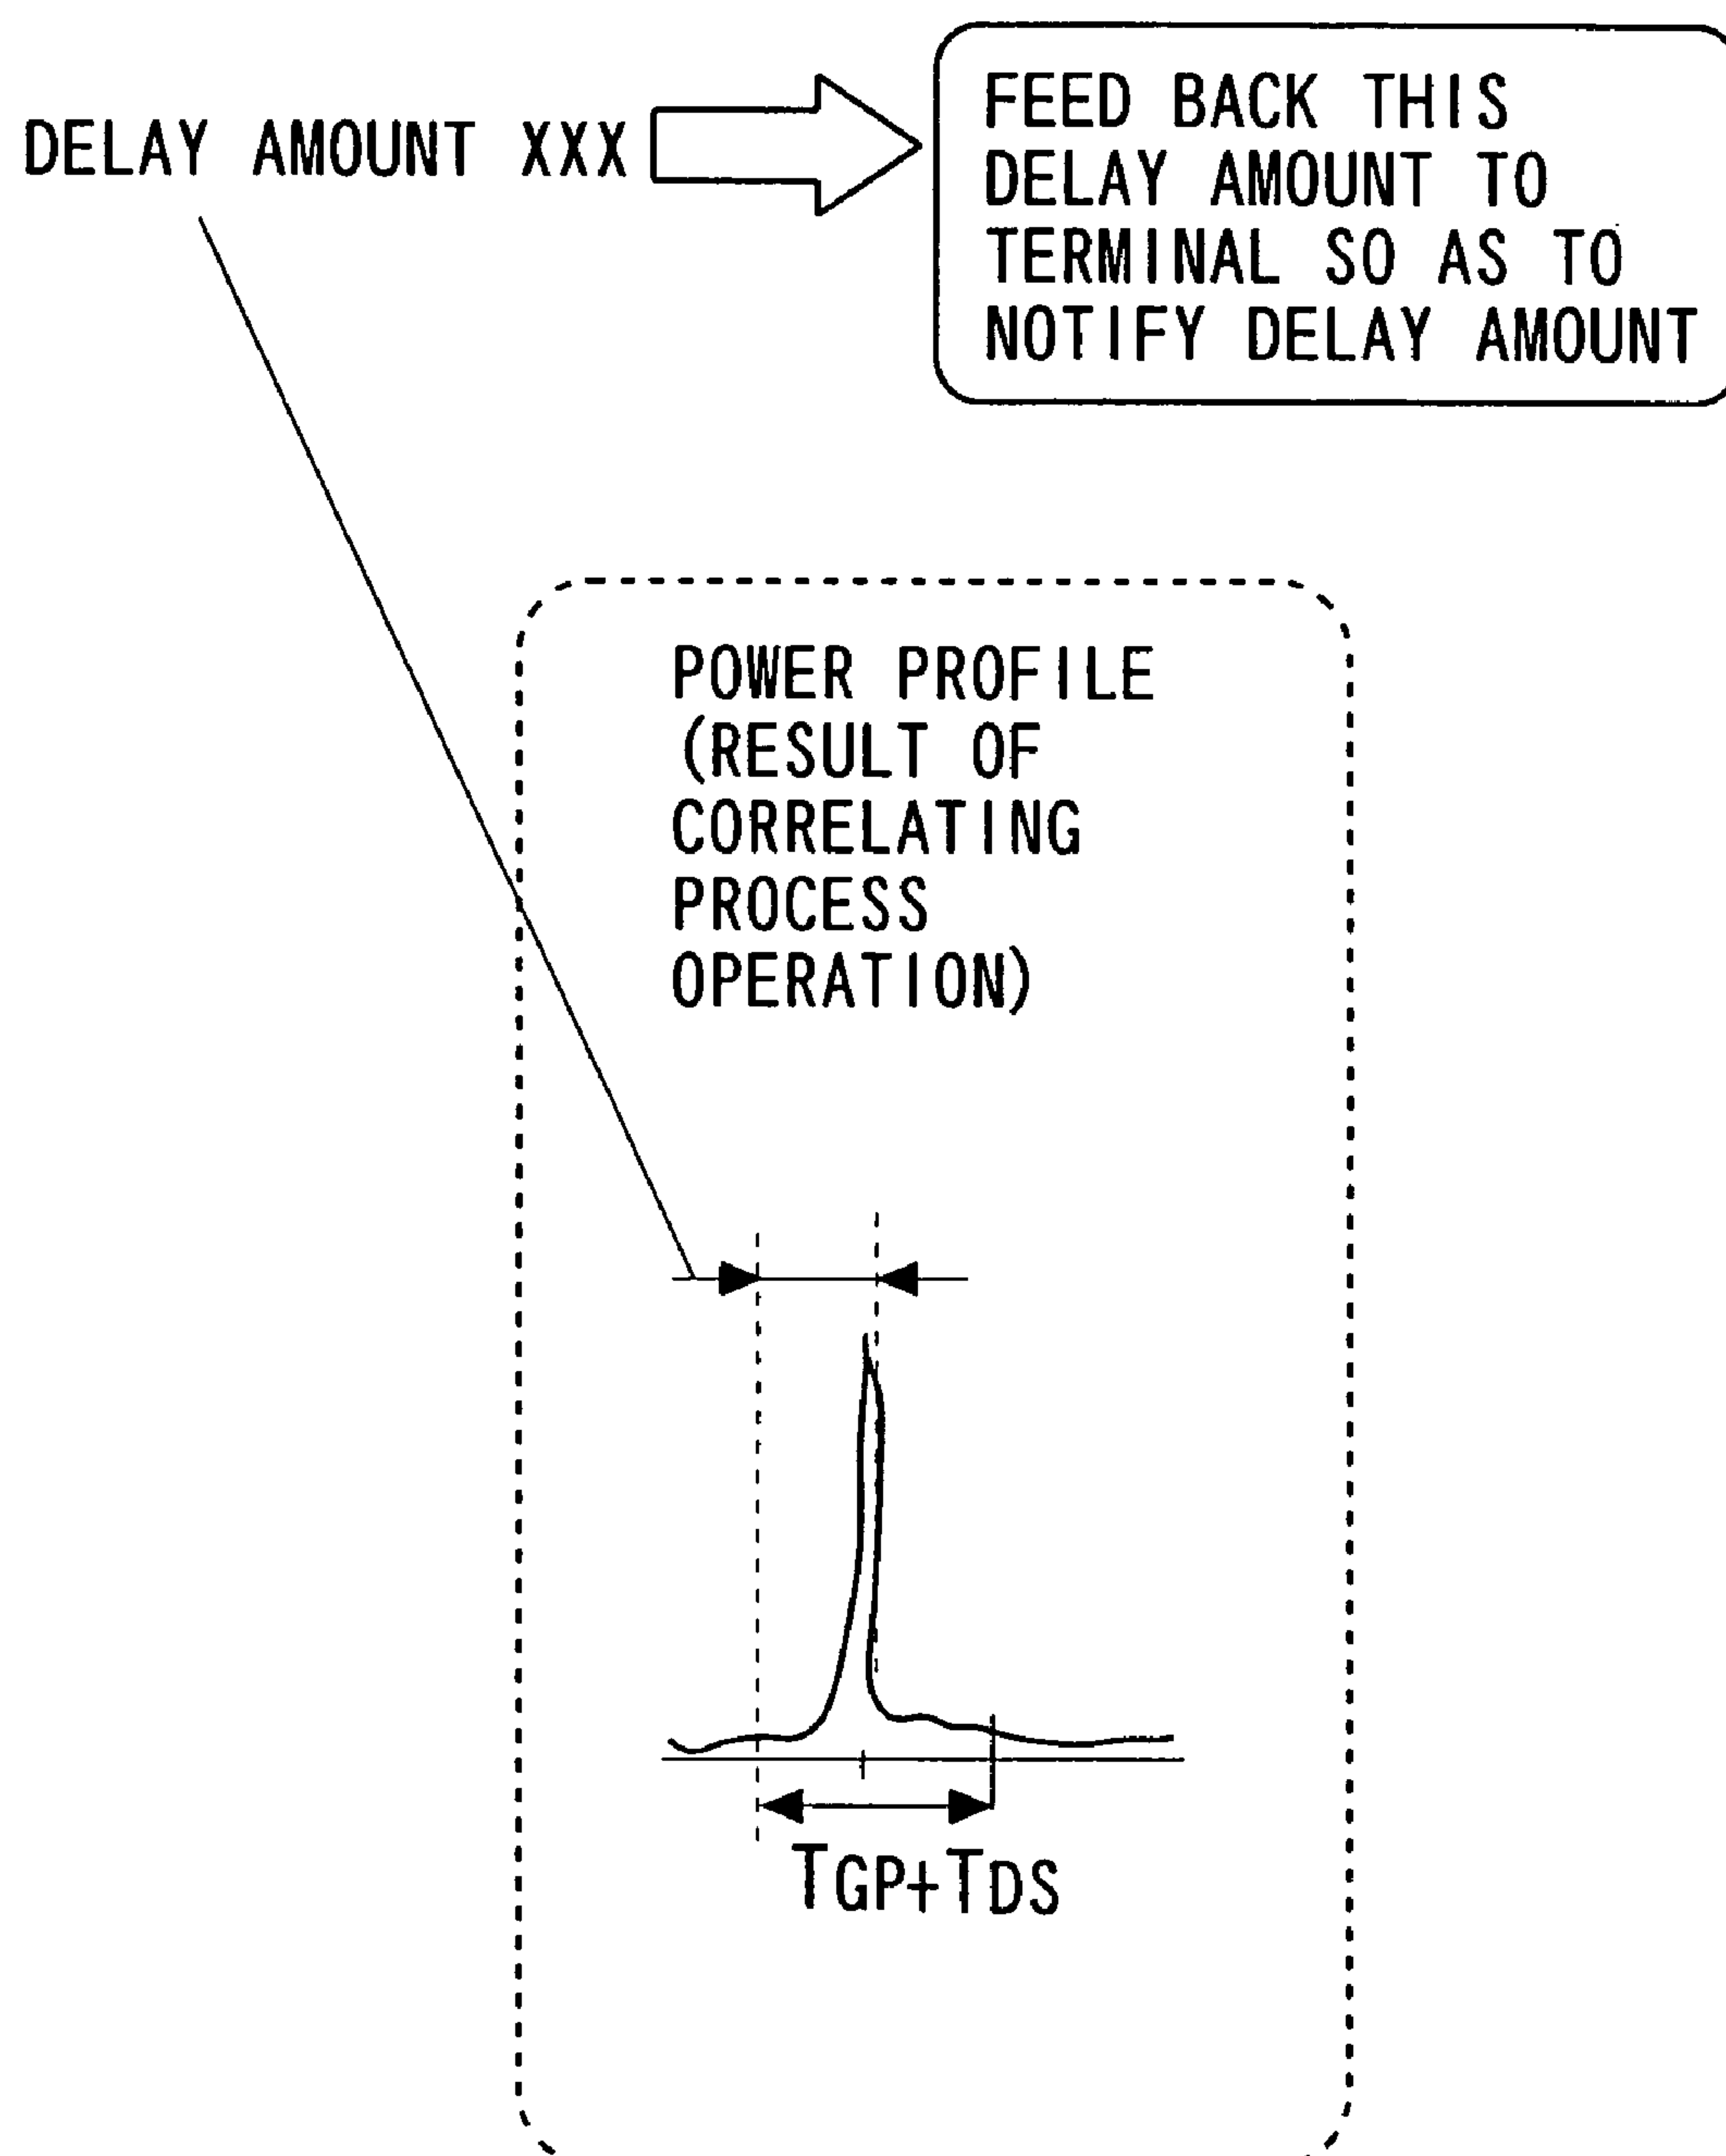 DELAY AMOUNT XXX
FEED BACK THIS
DELAY AMOUNT TO
TERMINAL SO AS TO
NOTIFY DELAY AMOUNT
POWER PROFILE
(RESULT OF
CORRELATING
PROCESS
OPERATION)
TGP+TDS